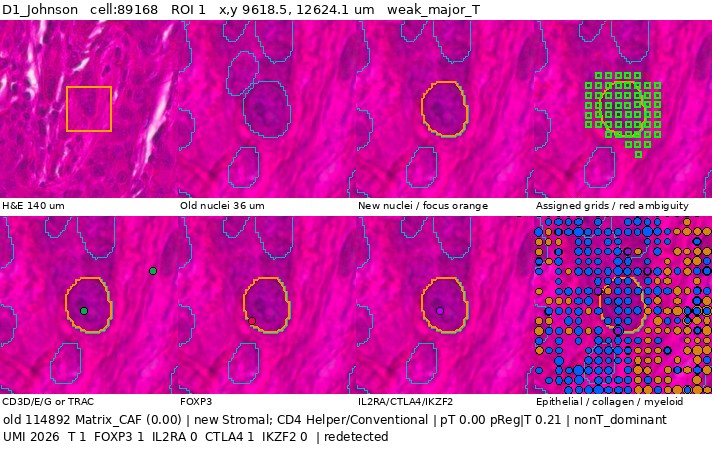 D1_Johnson cell:89168 ROI 1 x,y 9618.5, 12624.1 um weak_major_T
H&E 140 um
Old nuclei 36 um
New nuclei / focus orange
Assigned grids / red ambiguity
CD3D/E/G or TRAC
FOXP3
IL2RA/CTLA4/IKZF2
Epithelial / collagen / myeloid
old 114892 Matrix_CAF (0.00) | new Stromal; CD4 Helper/Conventional | pT 0.00 pReg|T 0.21 | nonT_dominant
UMI 2026 T 1 FOXP3 1 IL2RA 0 CTLA4 1 IKZF2 0 | redetected